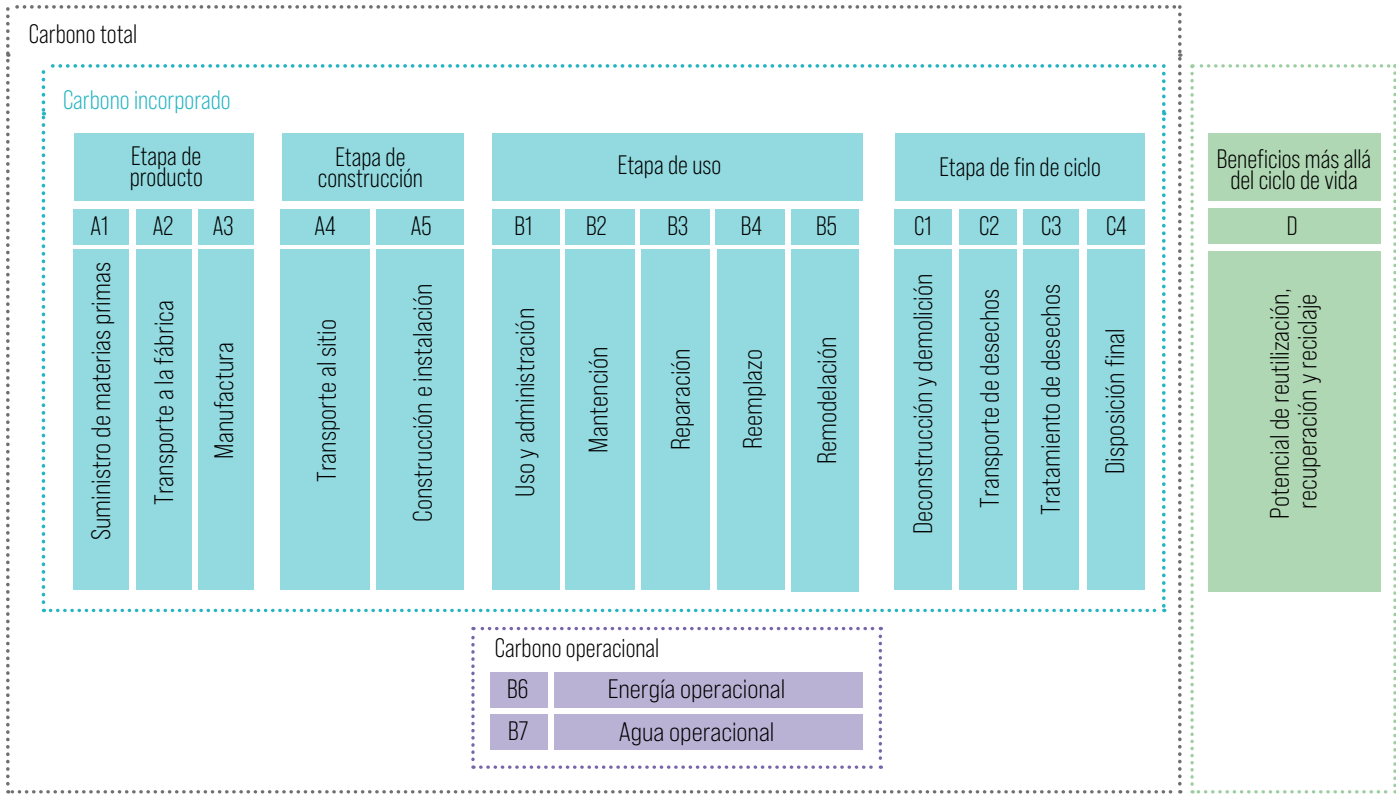 Carbono total
Carbono incorporado
Etapa de
producto
Etapa de
construcción
Etapa de uso
Etapa de fin de ciclo
Beneficios más allá
del ciclo de vida
A1
A2
A3
A4
A5
B1
B2
B3
B4
B5
C1
C2
C3
C4
D
Suministro de materias primas
Transporte a la fábrica
Manufactura
Transporte al sitio
Construcción e instalación
Uso y administración
Mantención
Reparación
Reemplazo
Remodelación
Deconstrucción y demolición
Transporte de desechos
Tratamiento de desechos
Disposición final
Potencial de reutilización,
recuperación y reciclaje
Carbono operacional
B6
Energía operacional
B7
Agua operacional